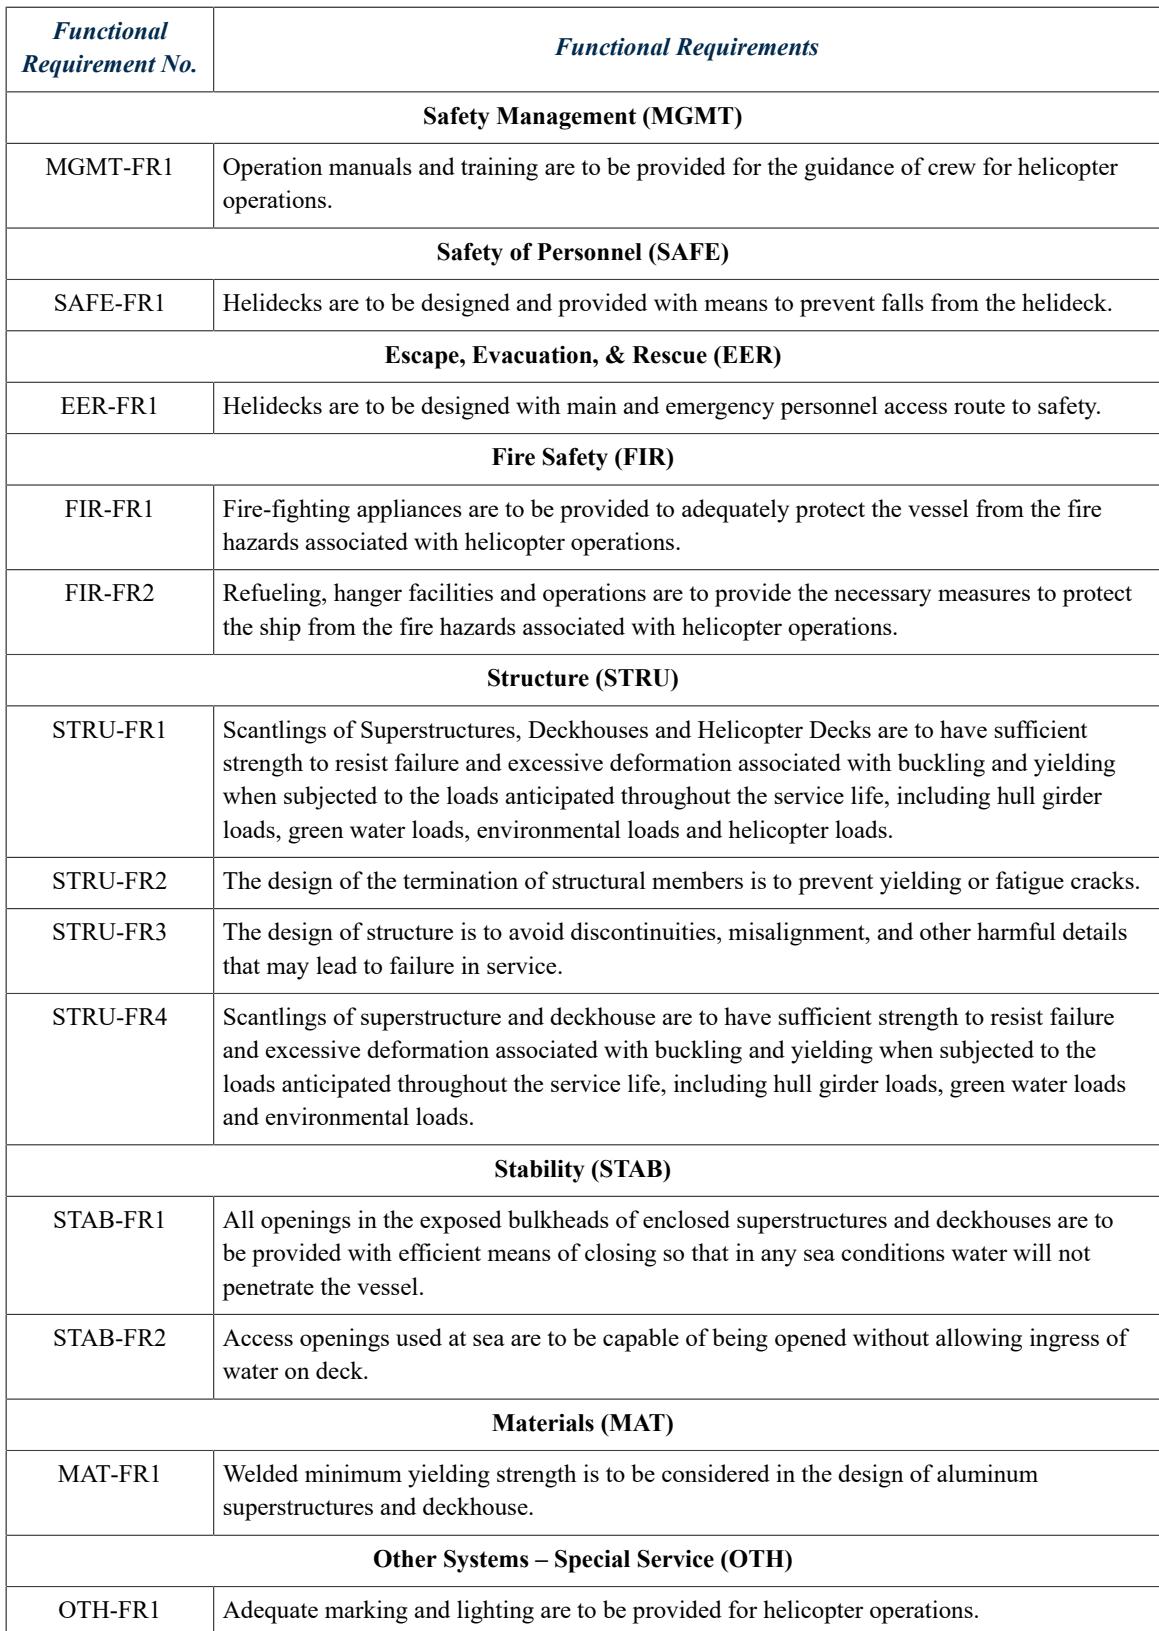 Functional
Requirement No.
Functional Requirements
Safety Management (MGMT)
MGMT-FR1
Operation manuals and training are to be provided for the guidance of crew for helicopter
operations.
Safety of Personnel (SAFE)
SAFE-FR1
Helidecks are to be designed and provided with means to prevent falls from the helideck.
Escape, Evacuation, & Rescue (EER)
EER-FR1
Helidecks are to be designed with main and emergency personnel access route to safety.
Fire Safety (FIR)
FIR-FR1
Fire-fighting appliances are to be provided to adequately protect the vessel from the fire
hazards associated with helicopter operations.
FIR-FR2
Refueling, hanger facilities and operations are to provide the necessary measures to protect
the ship from the fire hazards associated with helicopter operations.
Structure (STRU)
STRU-FR1
Scantlings of Superstructures, Deckhouses and Helicopter Decks are to have sufficient
strength to resist failure and excessive deformation associated with buckling and yielding
when subjected to the loads anticipated throughout the service life, including hull girder
loads, green water loads, environmental loads and helicopter loads.
STRU-FR2
The design of the termination of structural members is to prevent yielding or fatigue cracks.
STRU-FR3
The design of structure is to avoid discontinuities, misalignment, and other harmful details
that may lead to failure in service.
STRU-FR4
Scantlings of superstructure and deckhouse are to have sufficient strength to resist failure
and excessive deformation associated with buckling and yielding when subjected to the
loads anticipated throughout the service life, including hull girder loads, green water loads
and environmental loads.
Stability (STAB)
STAB-FR1
All openings in the exposed bulkheads of enclosed superstructures and deckhouses are to
be provided with efficient means of closing so that in any sea conditions water will not
penetrate the vessel.
STAB-FR2
Access openings used at sea are to be capable of being opened without allowing ingress of
water on deck.
Materials (MAT)
MAT-FR1
Welded minimum yielding strength is to be considered in the design of aluminum
superstructures and deckhouse.
Other Systems – Special Service (OTH)
OTH-FR1
Adequate marking and lighting are to be provided for helicopter operations.